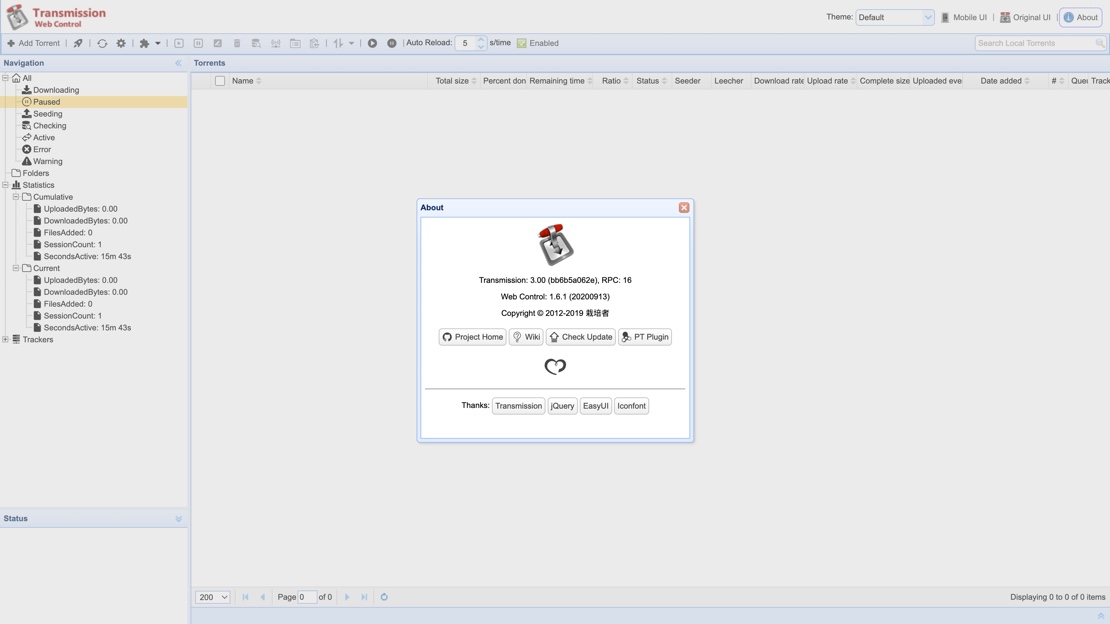 Transmission
Web Control
Theme: Default Mobile UI Original UI About
Add Torrent Auto Reload: 5 s/time Enabled Search Local Torrents
Navigation
All
Downloading
Paused
Seeding
Checking
Active
Error
Warning
Folders
Statistics
Cumulative
UploadedBytes: 0.00
DownloadedBytes: 0.00
FilesAdded: 0
SessionCount: 1
SecondsActive: 15m 43s
Current
UploadedBytes: 0.00
DownloadedBytes: 0.00
FilesAdded: 0
SessionCount: 1
SecondsActive: 15m 43s
Trackers
Status
Torrents
Name Total size Percent don Remaining time Ratio Status Seeder Leecher Download rate Upload rate Complete size Uploaded eve Date added # Que Track
About
Transmission: 3.00 (bb6b5a062e), RPC: 16
Web Control: 1.6.1 (20200913)
Copyright © 2012-2019 栽培者
Project Home Wiki Check Update PT Plugin
Thanks: Transmission jQuery EasyUI Iconfont
200 Page 0 of 0 Displaying 0 to 0 of 0 items